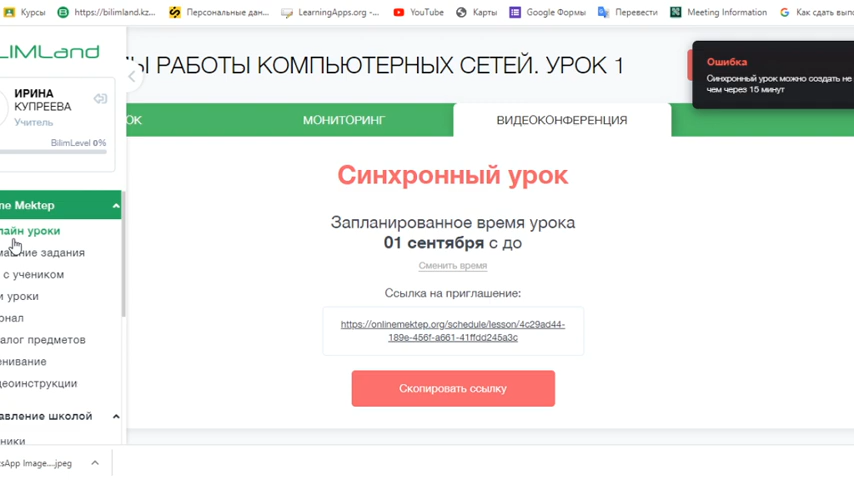 Курсы
https://bilimland.kz...
Персональные дан...
LearningApps.org -...
YouTube
Карты
Google Формы
Перевести
Meeting Information
Как сдать вып
ILIMLand
Ы РАБОТЫ КОМПЬЮТЕРНЫХ СЕТЕЙ. УРОК 1
Ошибка
Синхронный урок можно создать не
чем через 15 минут
ИРИНА
КУПРЕЕВА
Учитель
BilimLevel 0%
ОК
МОНИТОРИНГ
ВИДЕОКОНФЕРЕНЦИЯ
Синхронный урок
Запланированное время урока
01 сентября с до
Сменить время
Ссылка на приглашение:
https://onlinemektep.org/schedule/lesson/4c29ad44-
189e-456f-a661-41ffdd245a3c
Скопировать ссылку
ne Mektep
лайн уроки
машние задания
с с учеником
и уроки
рнал
алог предметов
енивание
деоинструкции
авление школой
ники
tsApp Image....jpeg